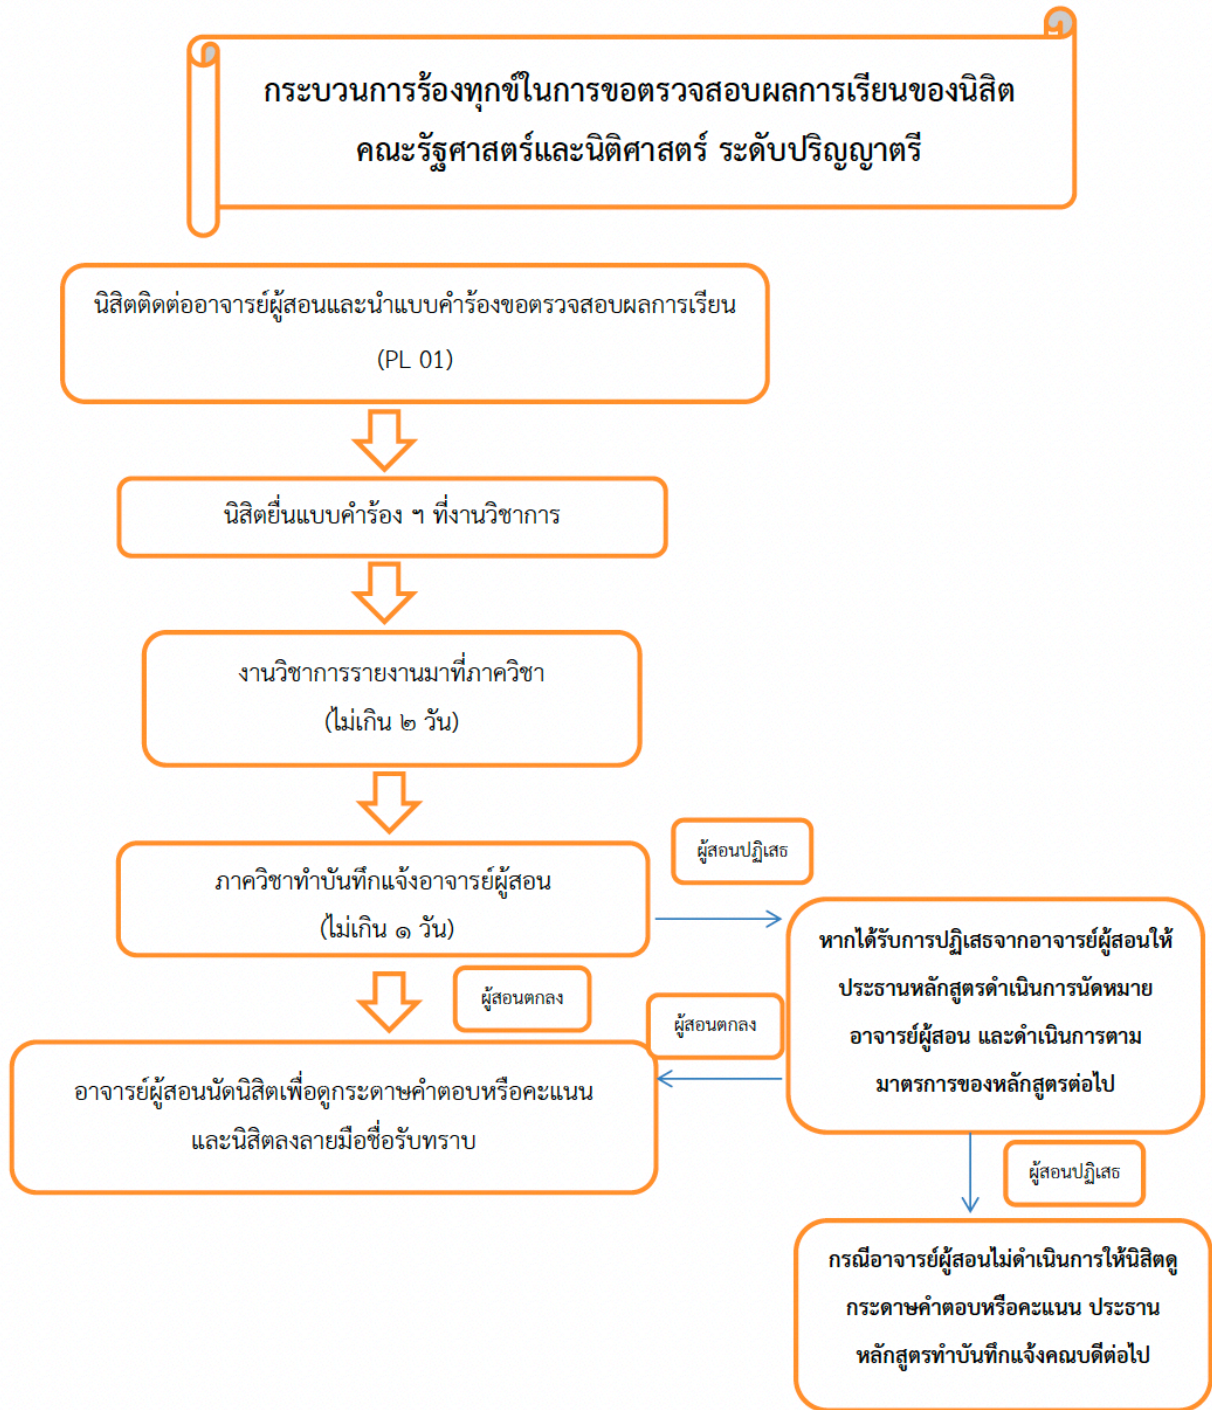 กระบวนการร้องทุกข์ในการขอตรวจสอบผลการเรียนของนิสิต
คณะรัฐศาสตร์และนิติศาสตร์ ระดับปริญญาตรี
นิสิตติดต่ออาจารย์ผู้สอนและนำแบบคำร้องขอตรวจสอบผลการเรียน
(PL 01)
นิสิตยื่นแบบคำร้อง ฯ ที่งานวิชาการ
งานวิชาการรายงานมาที่ภาควิชา
(ไม่เกิน ๒ วัน)
ภาควิชาทำบันทึกแจ้งอาจารย์ผู้สอน
(ไม่เกิน ๑ วัน)
ผู้สอนปฏิเสธ
หากได้รับการปฏิเสธจากอาจารย์ผู้สอนให้
ประธานหลักสูตรดำเนินการนัดหมาย
อาจารย์ผู้สอน และดำเนินการตาม
มาตรการของหลักสูตรต่อไป
ผู้สอนตกลง
ผู้สอนตกลง
อาจารย์ผู้สอนนัดนิสิตเพื่อดูกระดาษคำตอบหรือคะแนน
และนิสิตลงลายมือชื่อรับทราบ
ผู้สอนปฏิเสธ
กรณีอาจารย์ผู้สอนไม่ดำเนินการให้นิสิตดู
กระดาษคำตอบหรือคะแนน ประธาน
หลักสูตรทำบันทึกแจ้งคณบดีต่อไป